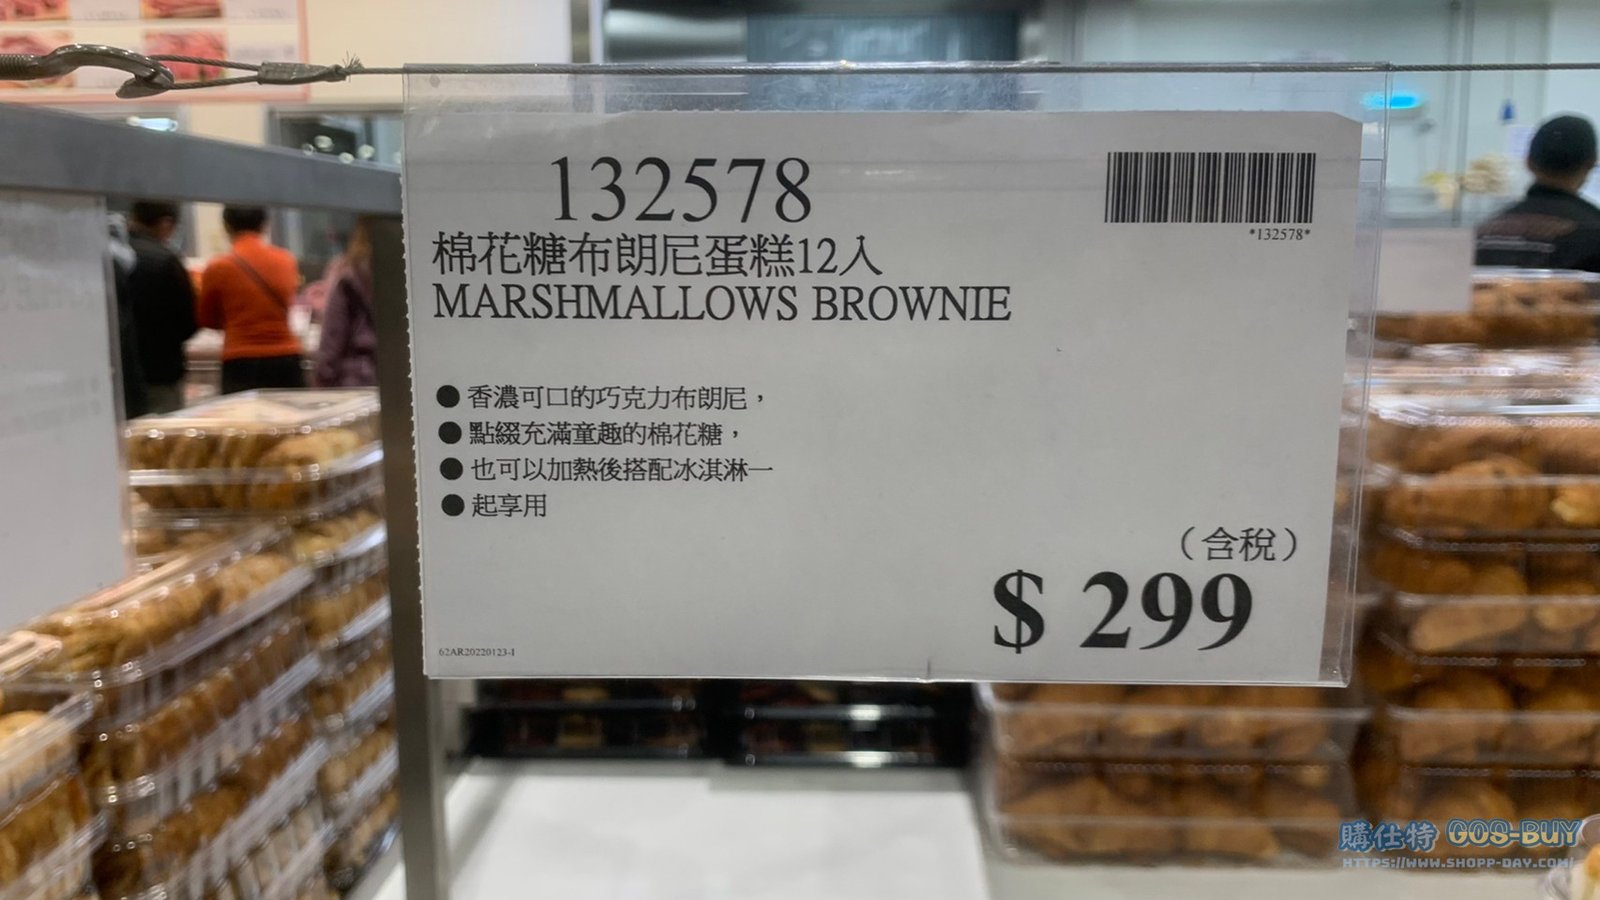 132578
*132578*
棉花糖布朗尼蛋糕12入
MARSHMALLOWS BROWNIE
● 香濃可口的巧克力布朗尼，
● 點綴充滿童趣的棉花糖，
● 也可以加熱後搭配冰淇淋一
● 起享用
（含稅）
$ 299
62AR20220123-1
購仕特 GOS-BUY
HTTPS://WWW.SHOPP-DAY.COM/